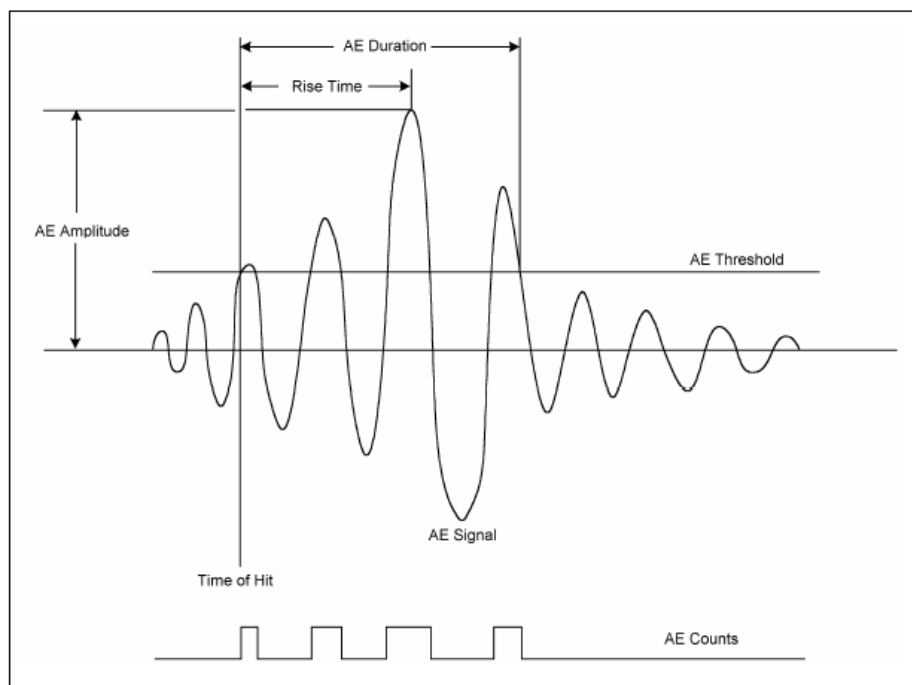 AE Duration
Rise Time
AE Amplitude
AE Threshold
AE Signal
Time of Hit
AE Counts